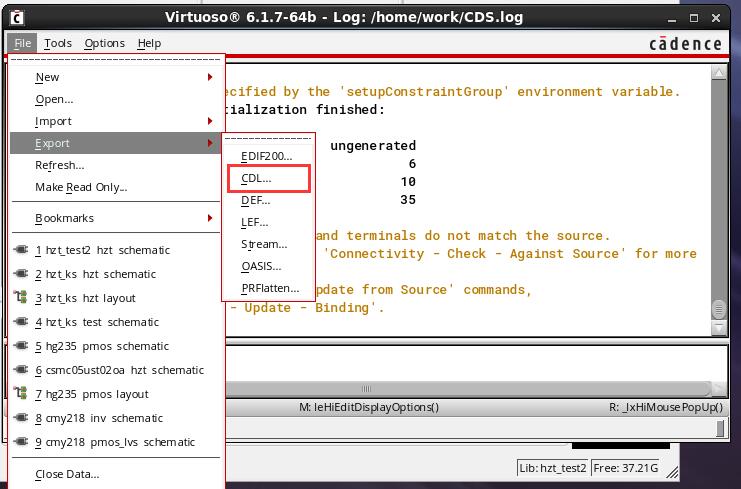 Virtuoso® 6.1.7-64b - Log: /home/work/CDS.log
File Tools Options Help
cādence
New
Open...
Import
Export
Refresh...
Make Read Only...
Bookmarks
1 hzt_test2 hzt schematic
2 hzt_ks hzt schematic
3 hzt_ks hzt layout
4 hzt_ks test schematic
5 hg235 pmos schematic
6 csmc05ust02oa hzt schematic
7 hg235 pmos layout
8 cmy218 inv schematic
9 cmy218 pmos_lvs schematic
Close Data...
EDIF200...
CDL...
DEF...
LEF...
Stream...
OASIS...
PRFlatten...
ecified by the 'setupConstraintGroup' environment variable.
tialization finished:
ungenerated
6
10
35
and terminals do not match the source.
'Connectivity - Check - Against Source' for more
pdate from Source' commands,
- Update - Binding'.
M: leHiEditDisplayOptions()
R: _lxHiMousePopUp()
Lib: hzt_test2
Free: 37.21G